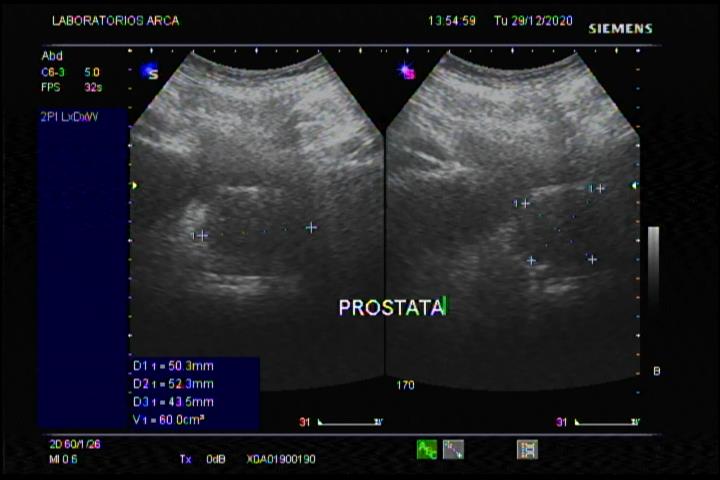 LABORATORIOS ARCA 13:54:59 Tu 29/12/2020 SIEMENS
Abd
C6-3 5.0
FPS 32s
2PI LxDxW
S S
PROSTATA
D1 1 = 50.3mm
D2 1 = 52.3mm
D3 1 = 43.5mm
V 1 = 60.0cm³
170
B
31 31
2D 60/1/26
MI 0.6 Tx 0dB XDA01900190